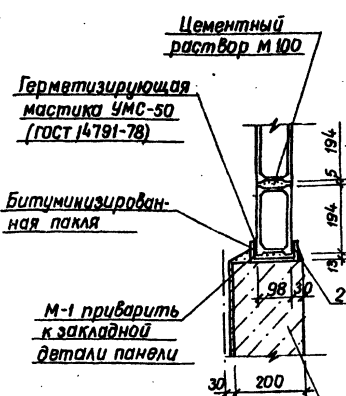 Цементный
раствор М100
Герметизирующая
мастика УМС-50
(гост 14791-78)
194
5
194
Битуминизирован-
ная пакля
13
98 30
2
М-1 приварить
к закладной
детали панели
30 200